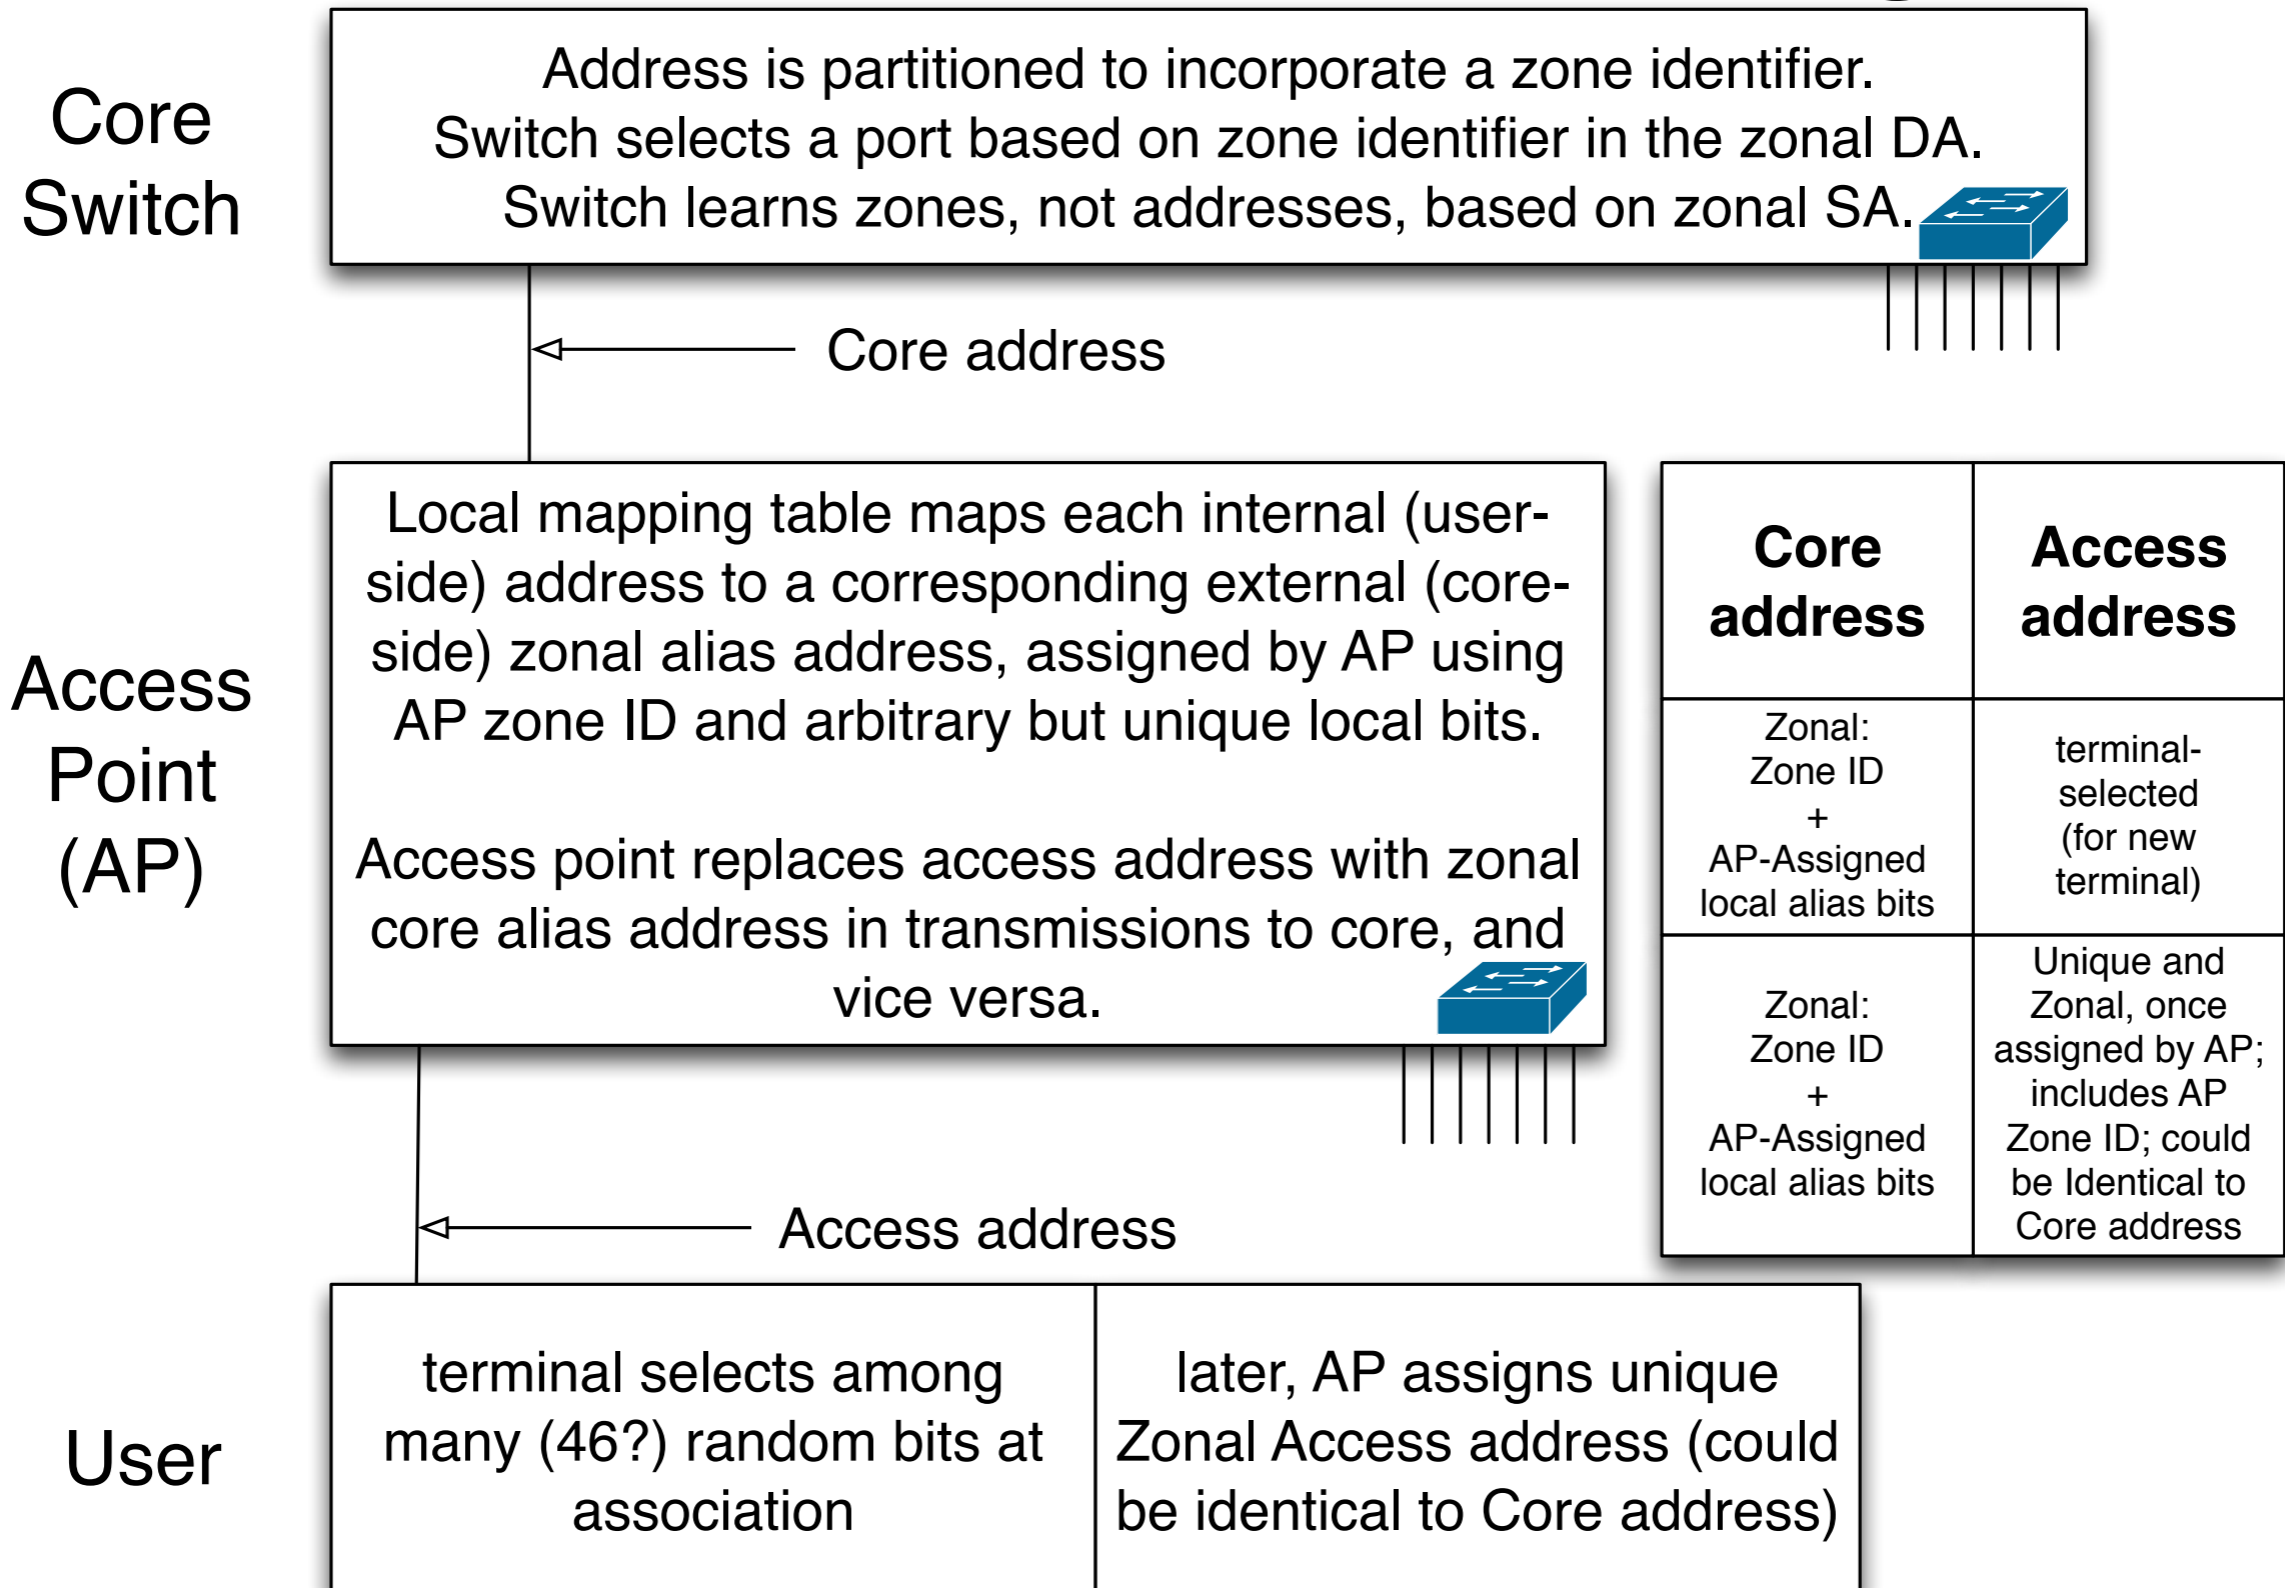 Core
Switch
Address is partitioned to incorporate a zone identifier.
Switch selects a port based on zone identifier in the zonal DA.
Switch learns zones, not addresses, based on zonal SA.
Core address
Access
Point
(AP)
Local mapping table maps each internal (user-
side) address to a corresponding external (core-
side) zonal alias address, assigned by AP using
AP zone ID and arbitrary but unique local bits.
Access point replaces access address with zonal
core alias address in transmissions to core, and
vice versa.
Core
address
Access
address
Zonal:
Zone ID
+
AP-Assigned
local alias bits
terminal-
selected
(for new
terminal)
Zonal:
Zone ID
+
AP-Assigned
local alias bits
Unique and
Zonal, once
assigned by AP;
includes AP
Zone ID; could
be Identical to
Core address
Access address
User
terminal selects among
many (46?) random bits at
association
later, AP assigns unique
Zonal Access address (could
be identical to Core address)